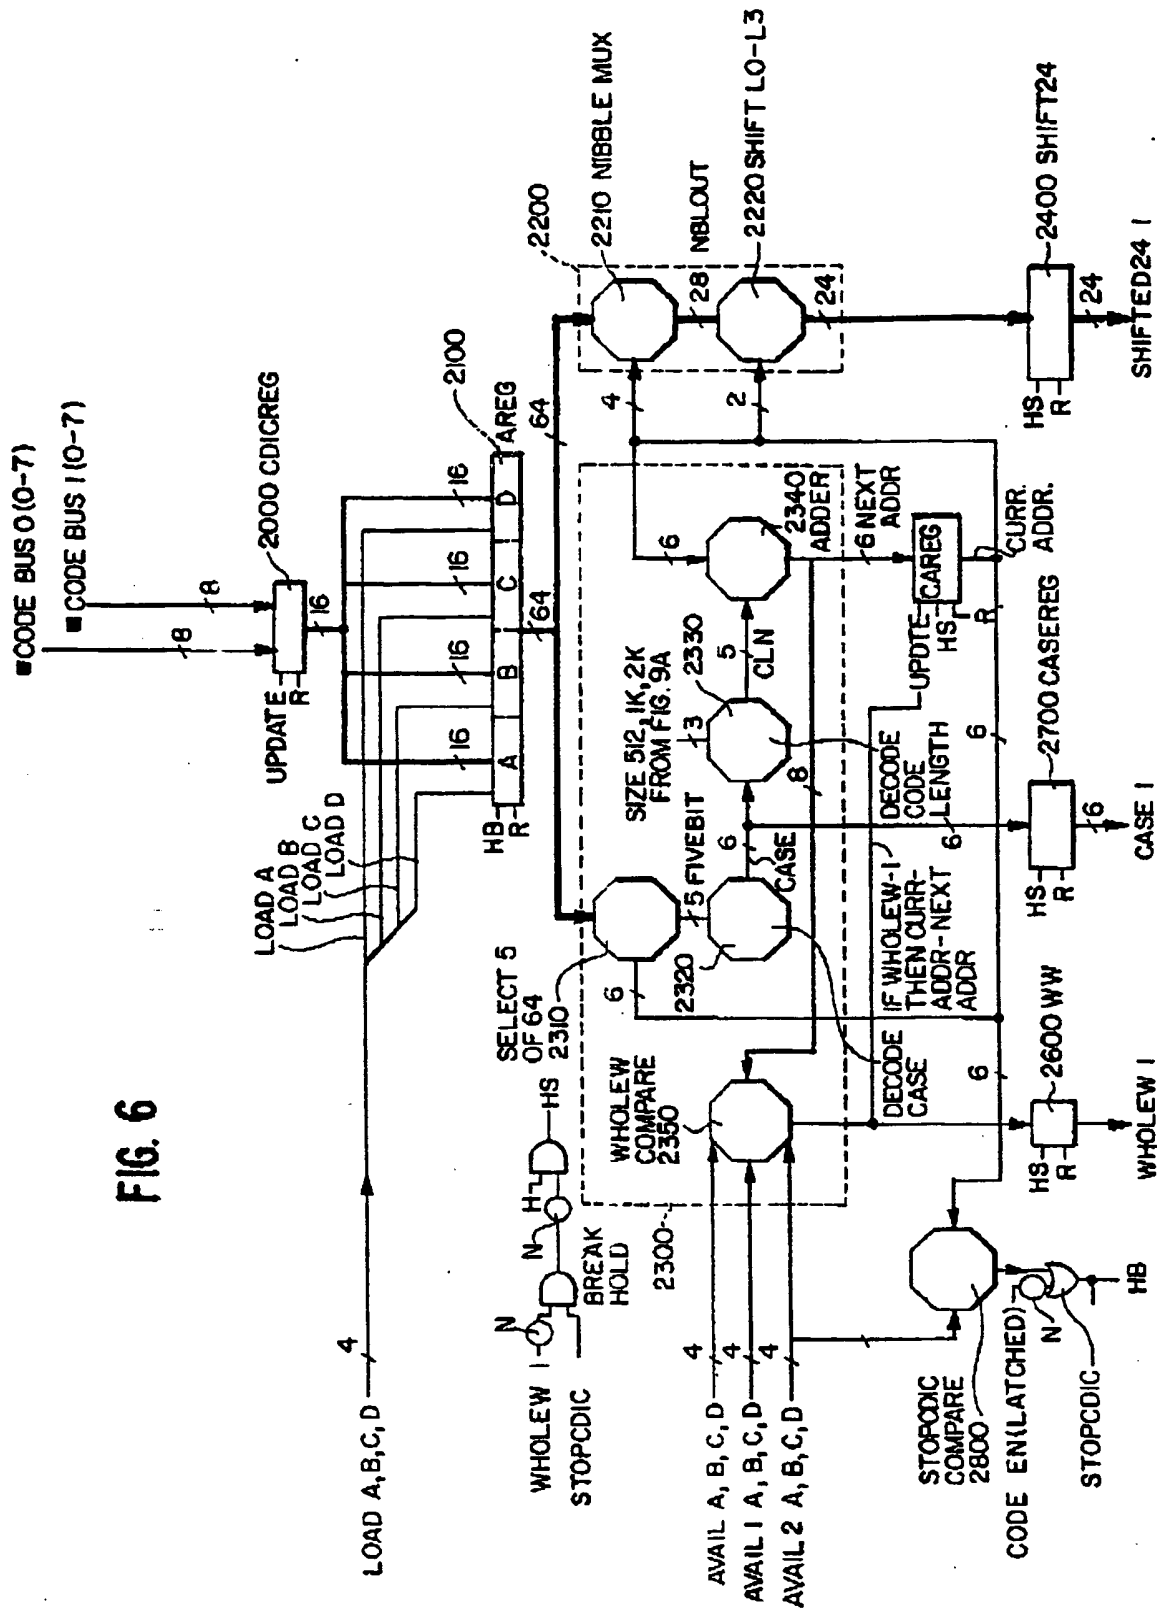 FIG. 6
■CODE BUS 0 (0-7)
■CODE BUS 1 (0-7)
8
8
2000 CDICREG
UPDATE
R
16
LOAD A
LOAD B
LOAD C
LOAD D
LOAD A, B, C, D
4
16
16
16
16
2100
AREG
A
B
C
D
HB
R
64
64
WHOLEW 1
STOPCDIC
N
BREAK
HOLD
N
H
HS
SELECT 5
OF 64
2310
2300
WHOLEW
COMPARE
2350
6
5 FIVEBIT
2320
6
CASE
SIZE 512, 1K, 2K
FROM FIG. 9A
3
2330
5
CLN
6
2340
ADDER
8
6 NEXT
ADDR
2200
2210 NIBBLE MUX
4
28
NBLOUT
2220 SHIFT L0-L3
2
24
AVAIL A, B, C, D
4
AVAIL 1 A, B, C, D
4
AVAIL 2 A, B, C, D
4
DECODE
CASE
IF WHOLEW-1
THEN CURR-
ADDR-NEXT
ADDR
DECODE
CODE
LENGTH
6
UPDTE
CAREG
HS
R
CURR.
ADDR.
6
6
STOPCDIC
COMPARE
2800
CODE EN(LATCHED)
N
STOPCDIC
HB
2600 WW
HS
R
WHOLEW 1
2700 CASEREG
HS
R
6
CASE 1
2400 SHIFT24
HS
R
24
SHIFTED24 1